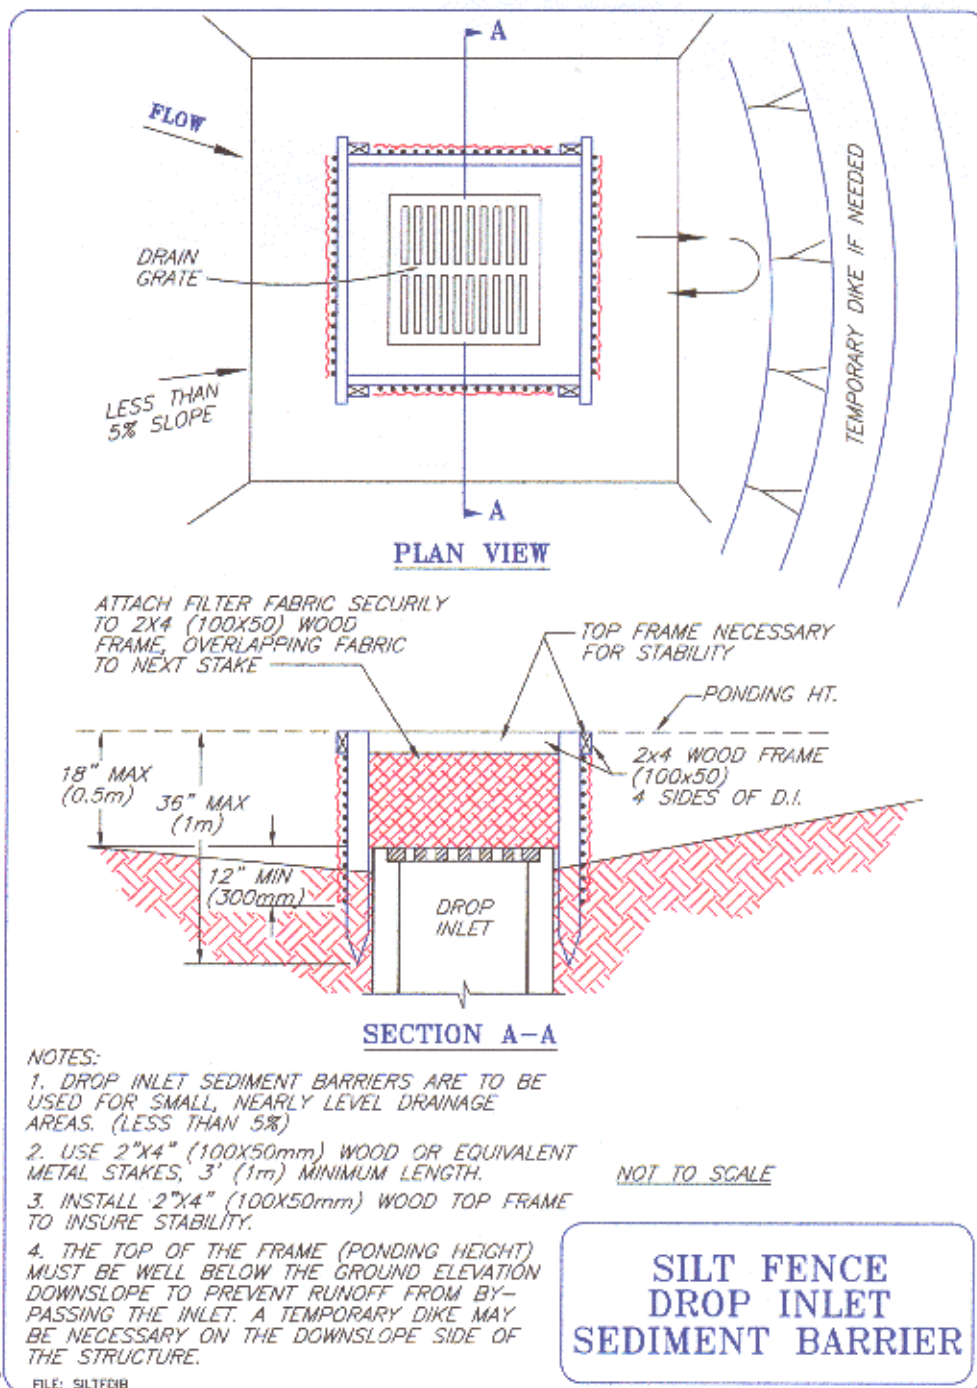 A
FLOW
DRAIN
GRATE
TEMPORARY DIKE IF NEEDED
LESS THAN
5% SLOPE
A
PLAN VIEW
ATTACH FILTER FABRIC SECURILY
TO 2X4 (100X50) WOOD
FRAME, OVERLAPPING FABRIC
TO NEXT STAKE
TOP FRAME NECESSARY
FOR STABILITY
PONDING HT.
2x4 WOOD FRAME
(100x50)
4 SIDES OF D.I.
18" MAX
(0.5m)
36" MAX
(1m)
12" MIN
(300mm)
DROP
INLET
SECTION A-A
NOTES:
1. DROP INLET SEDIMENT BARRIERS ARE TO BE
USED FOR SMALL, NEARLY LEVEL DRAINAGE
AREAS. (LESS THAN 5%)
2. USE 2"X4" (100X50mm) WOOD OR EQUIVALENT
METAL STAKES, 3' (1m) MINIMUM LENGTH.
3. INSTALL 2"X4" (100X50mm) WOOD TOP FRAME
TO INSURE STABILITY.
4. THE TOP OF THE FRAME (PONDING HEIGHT)
MUST BE WELL BELOW THE GROUND ELEVATION
DOWNSLOPE TO PREVENT RUNOFF FROM BY-
PASSING THE INLET. A TEMPORARY DIKE MAY
BE NECESSARY ON THE DOWNSLOPE SIDE OF
THE STRUCTURE.
FILE: SILTFDIB
NOT TO SCALE
SILT FENCE
DROP INLET
SEDIMENT BARRIER